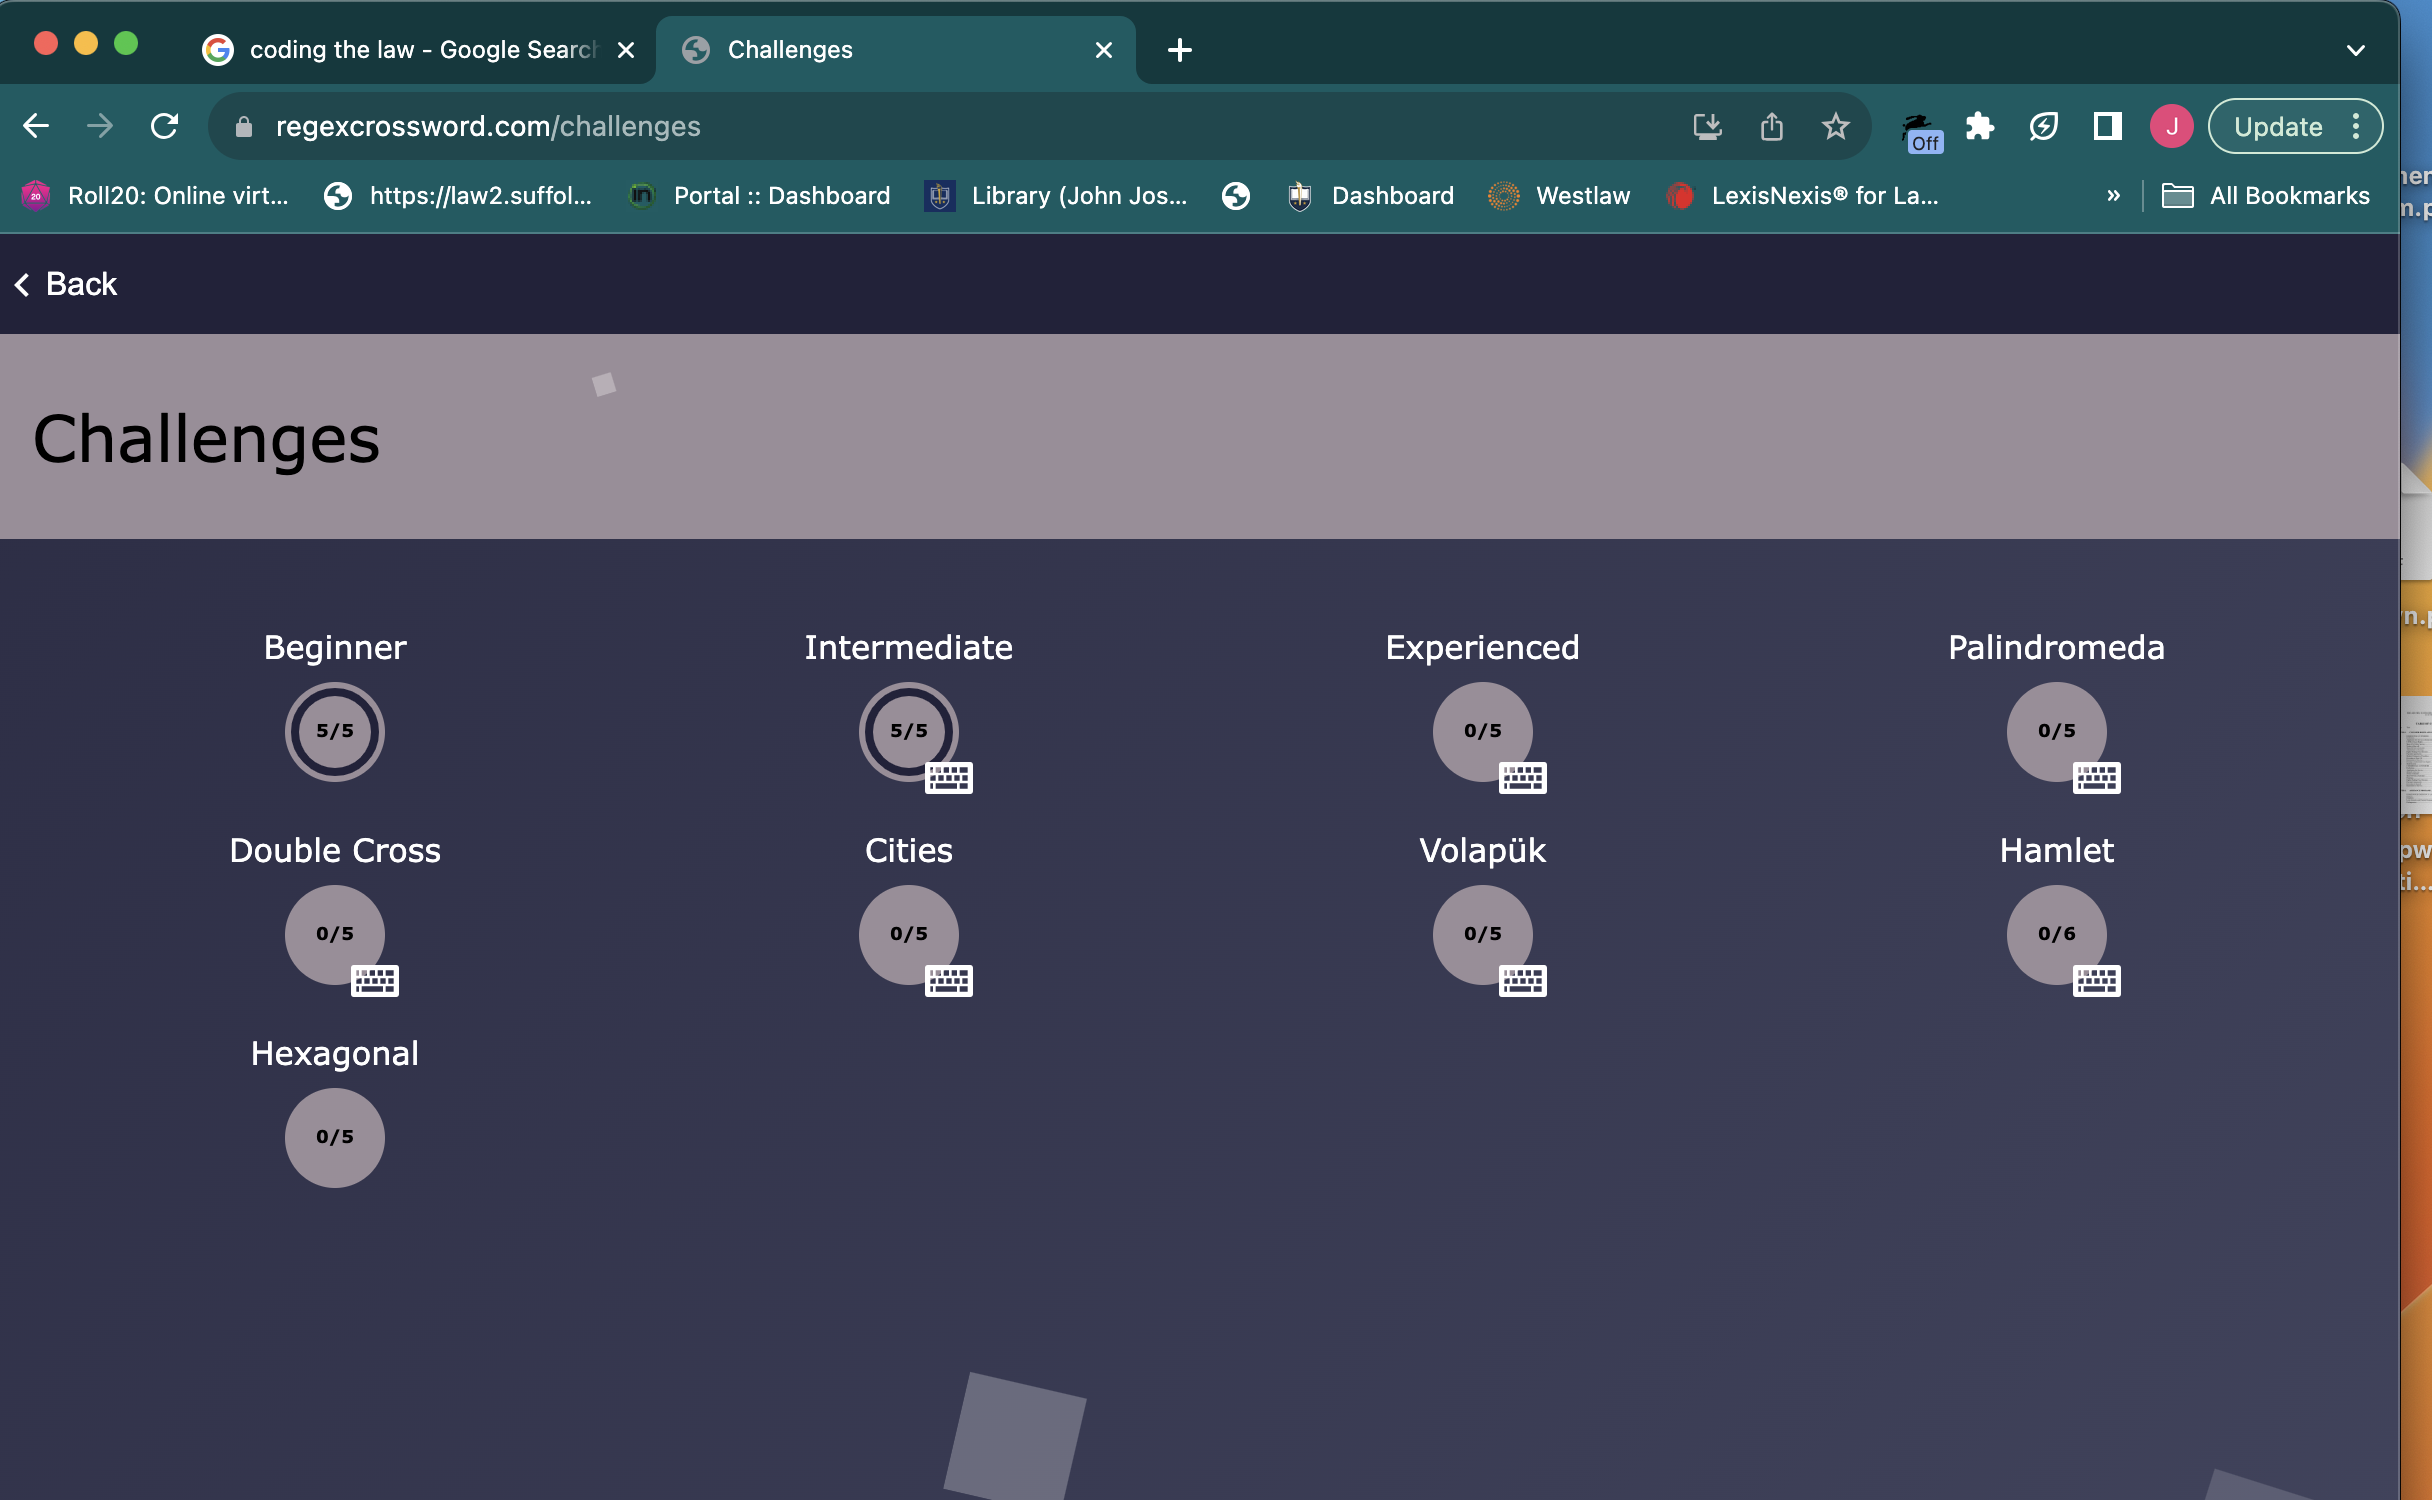 coding the law - Google Search
Challenges
regexcrossword.com/challenges
Off
J
Update
20
Roll20: Online virt...
https://law2.suffol...
Portal :: Dashboard
Library (John Jos...
Dashboard
Westlaw
LexisNexis® for La...
»
All Bookmarks
Back
Challenges
Beginner Intermediate Experienced Palindromeda
5/5 5/5 0/5 0/5
Double Cross Cities Volapük Hamlet
0/5 0/5 0/5 0/6
Hexagonal
0/5